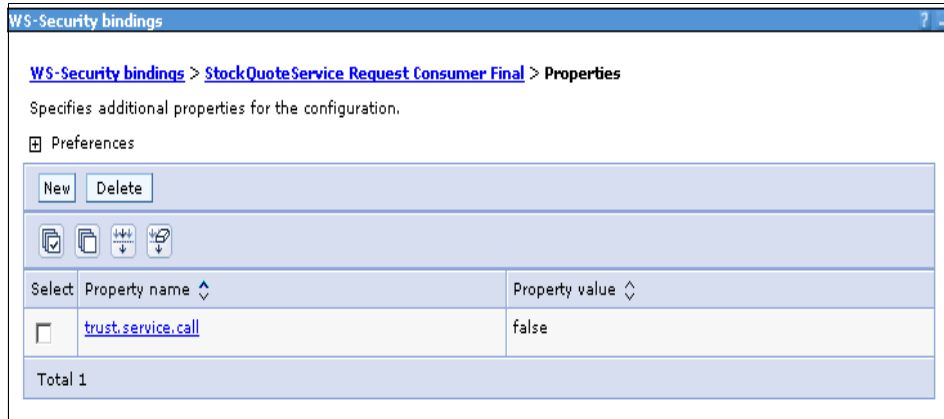 WS-Security bindings ? -
WS-Security bindings > StockQuoteService Request Consumer Final > Properties
Specifies additional properties for the configuration.
Preferences
New Delete
Select Property name Property value
trust.service.call false
Total 1